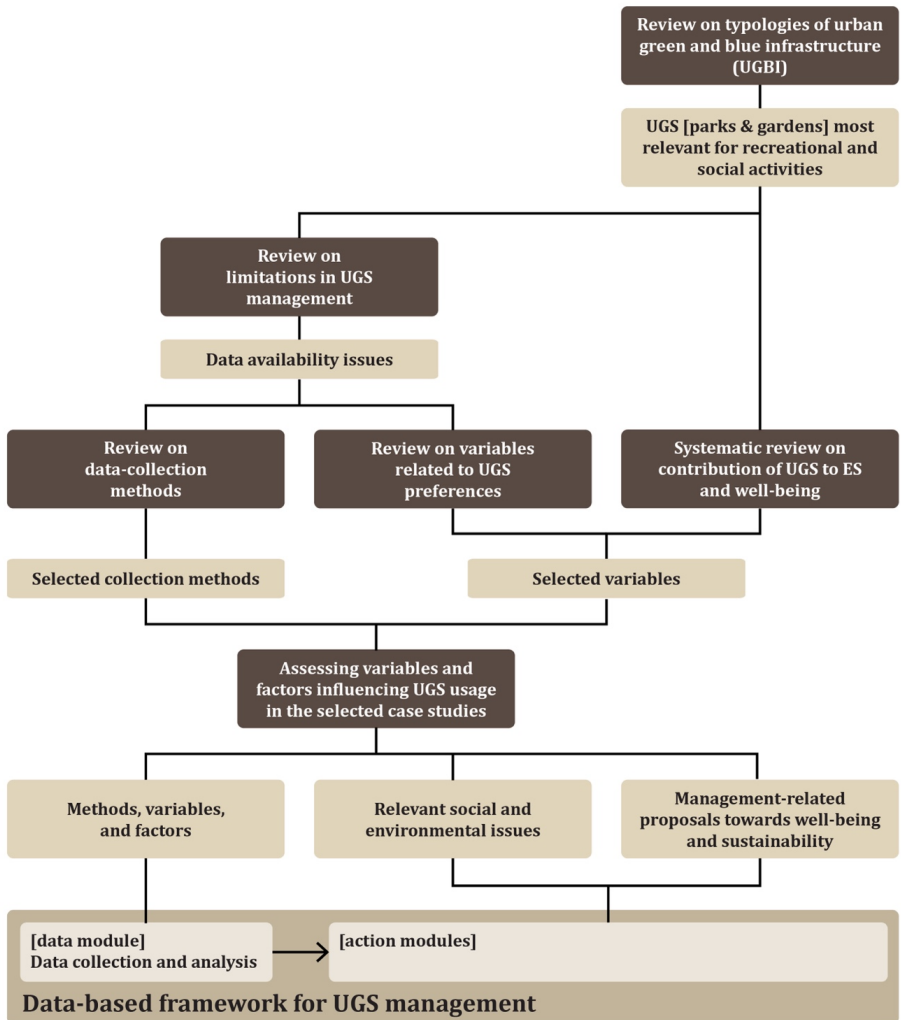 Review on typologies of urban
green and blue infrastructure
(UGBI)
UGS [parks & gardens] most
relevant for recreational and
social activities
Review on
limitations in UGS
management
Data availability issues
Review on
data-collection
methods
Review on variables
related to UGS
preferences
Systematic review on
contribution of UGS to ES
and well-being
Selected collection methods
Selected variables
Assessing variables and
factors influencing UGS usage
in the selected case studies
Methods, variables,
and factors
Relevant social and
environmental issues
Management-related
proposals towards well-being
and sustainability
[data module]
Data collection and analysis
[action modules]
Data-based framework for UGS management